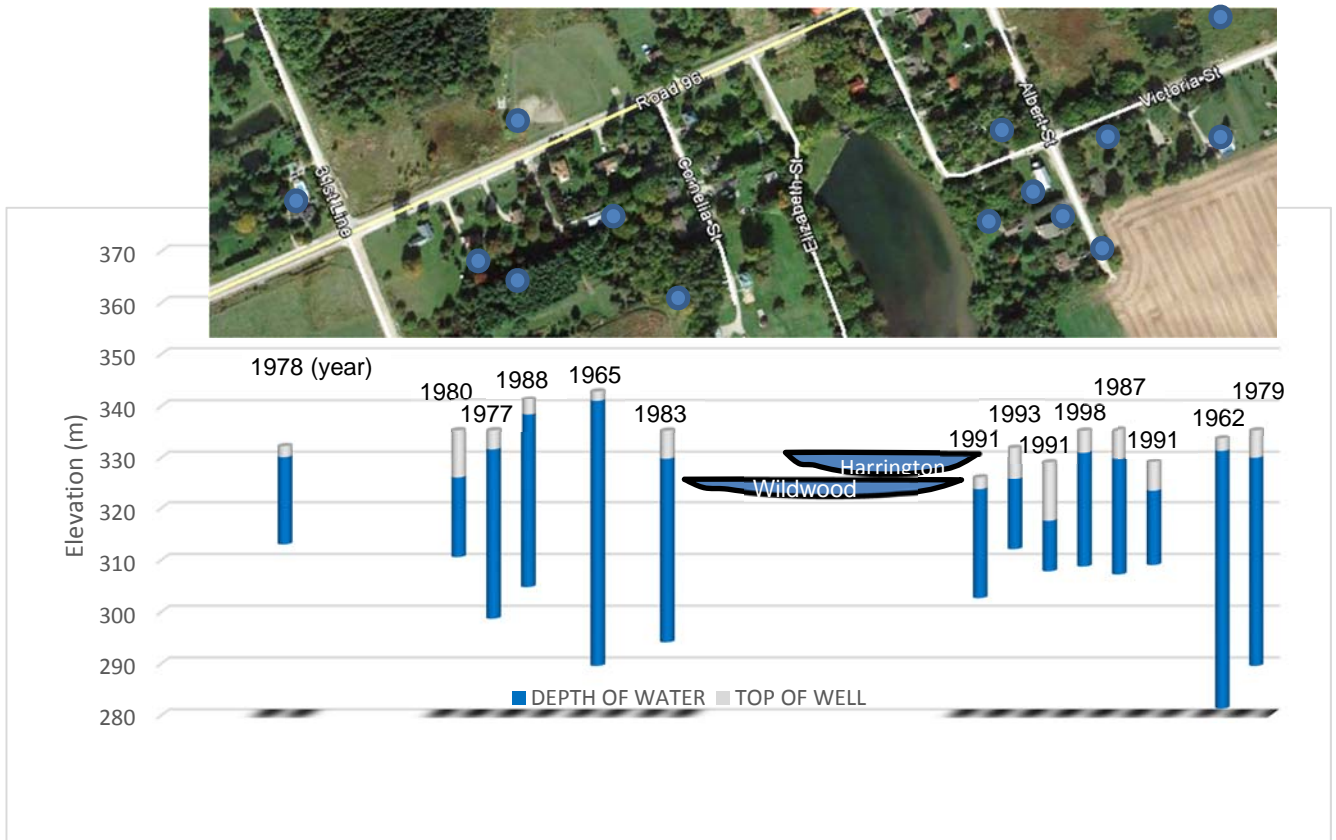 Road 96
Victoria St
Albert St
31st Line
Cornelia St
Elizabeth St
370
360
350
340
330
320
310
300
290
280
Elevation (m)
1978 (year)
1980
1977
1988
1965
1983
1991
1993
1991
1998
1987
1991
1962
1979
Harrington
Wildwood
DEPTH OF WATER TOP OF WELL